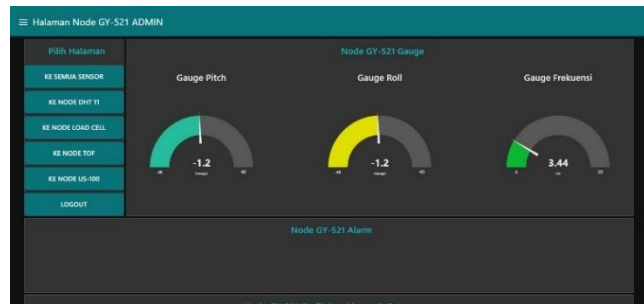 Halaman Node GY-521 ADMIN
Pilih Halaman
KE SEMUA SENSOR
KE NODE DHT 11
KE NODE LOAD CELL
KE NODE TOF
KE NODE US-100
LOGOUT
Node GY-521 Gauge
Gauge Pitch
-1.2
Gauge Roll
-1.2
Gauge Frekuensi
3.44
0
20
Node GY-521 Alarm